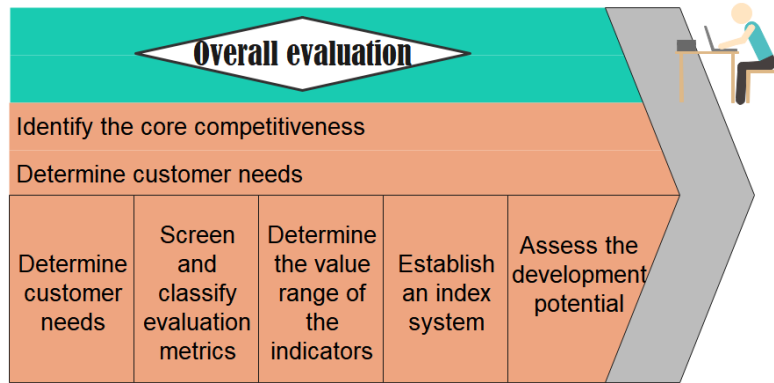 Overall evaluation
Identify the core competitiveness
Determine customer needs
Determine
customer
needs
Screen
and
classify
evaluation
metrics
Determine
the value
range of
the
indicators
Establish
an index
system
Assess the
development
potential